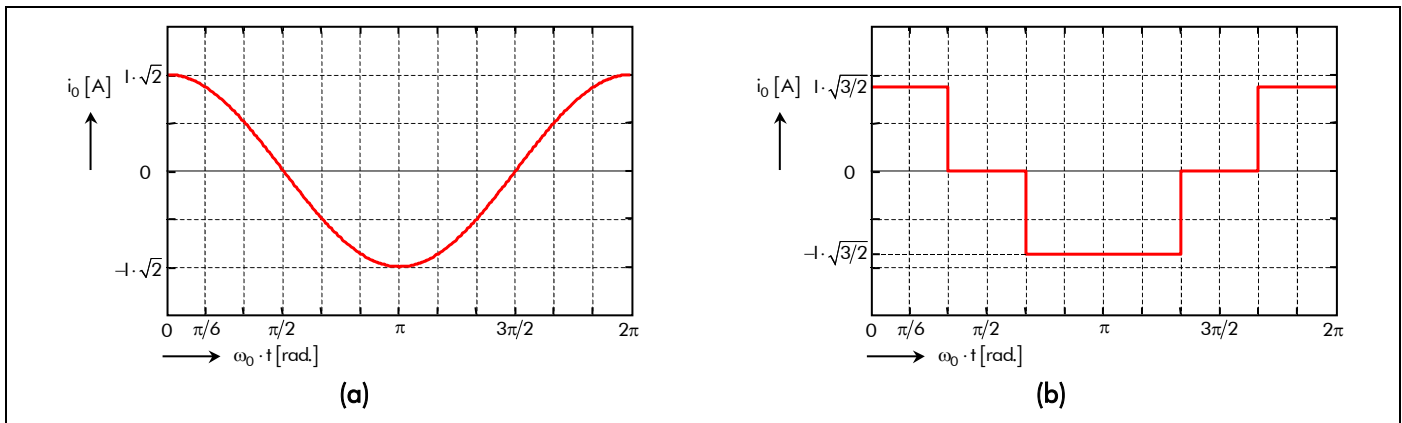 i₀ [A]
I·√2
0
−I·√2
0 π/6 π/2 π 3π/2 2π
ω₀·t [rad.]
(a)
i₀ [A]
I·√3/2
0
−I·√3/2
0 π/6 π/2 π 3π/2 2π
ω₀·t [rad.]
(b)